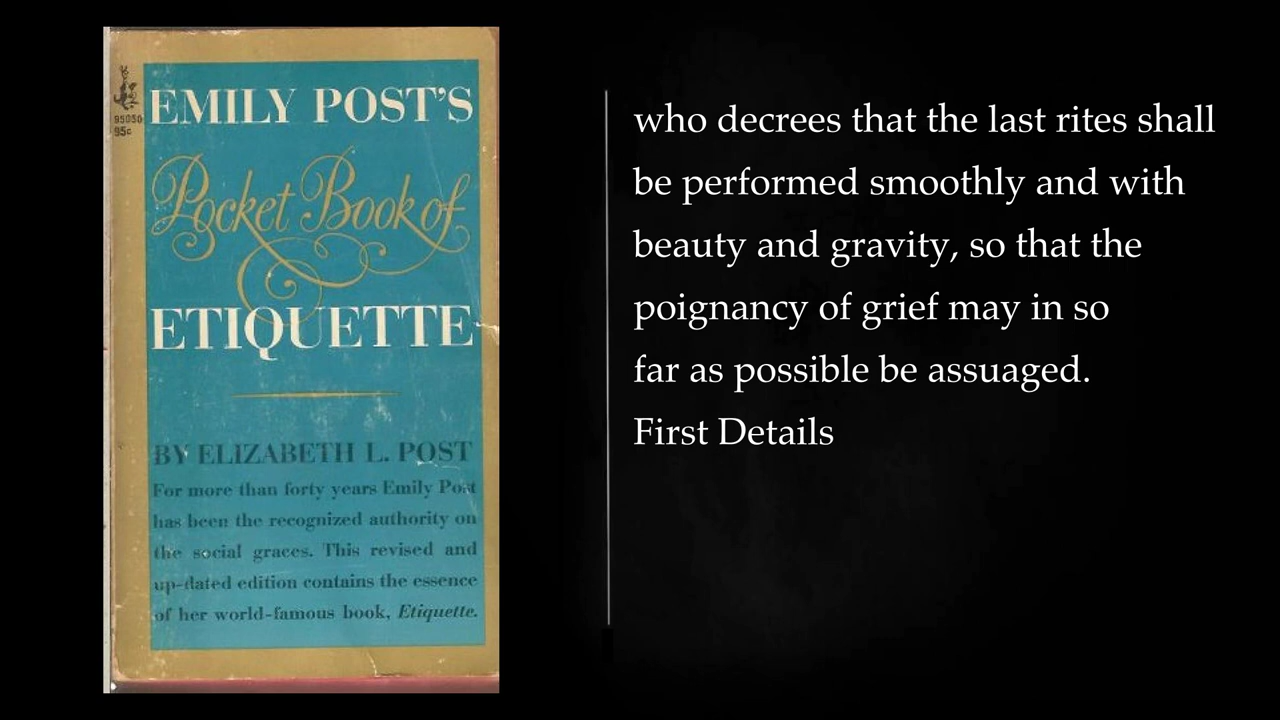 EMILY POST'S
Pocket Book of
ETIQUETTE
95050
95c
BY ELIZABETH L. POST
For more than forty years Emily Post
has been the recognized authority on
the social graces. This revised and
up-dated edition contains the essence
of her world-famous book, Etiquette.
who decrees that the last rites shall
be performed smoothly and with
beauty and gravity, so that the
poignancy of grief may in so
far as possible be assuaged.
First Details